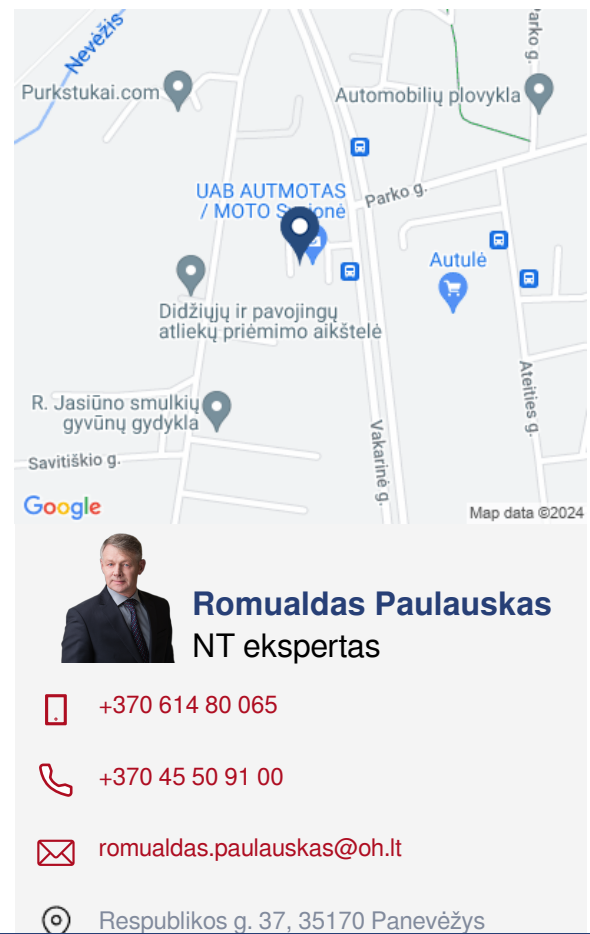 Nevėžis
Parko g.
Purkstukai.com
Automobilių plovykla
UAB AUTMOTAS
/ MOTO
Parko g.
Autulė
Didžiųjų ir pavojingų
atliekų priėmimo aikštelė
Ateities g.
R. Jasiūno smulkių
gyvūnų gydykla
Vakarinė g.
Savitiškio g.
Google
Map data ©2024
Romualdas Paulauskas
NT ekspertas
+370 614 80 065
+370 45 50 91 00
romualdas.paulauskas@oh.lt
Respublikos g. 37, 35170 Panevėžys